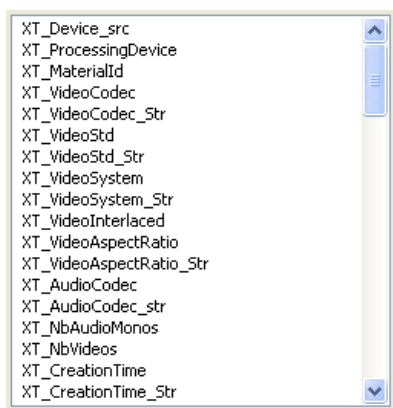 XT_Device_src
XT_ProcessingDevice
XT_MaterialId
XT_VideoCodec
XT_VideoCodec_Str
XT_VideoStd
XT_VideoStd_Str
XT_VideoSystem
XT_VideoSystem_Str
XT_VideoInterlaced
XT_VideoAspectRatio
XT_VideoAspectRatio_Str
XT_AudioCodec
XT_AudioCodec_str
XT_NbAudioMonos
XT_NbVideos
XT_CreationTime
XT_CreationTime_Str